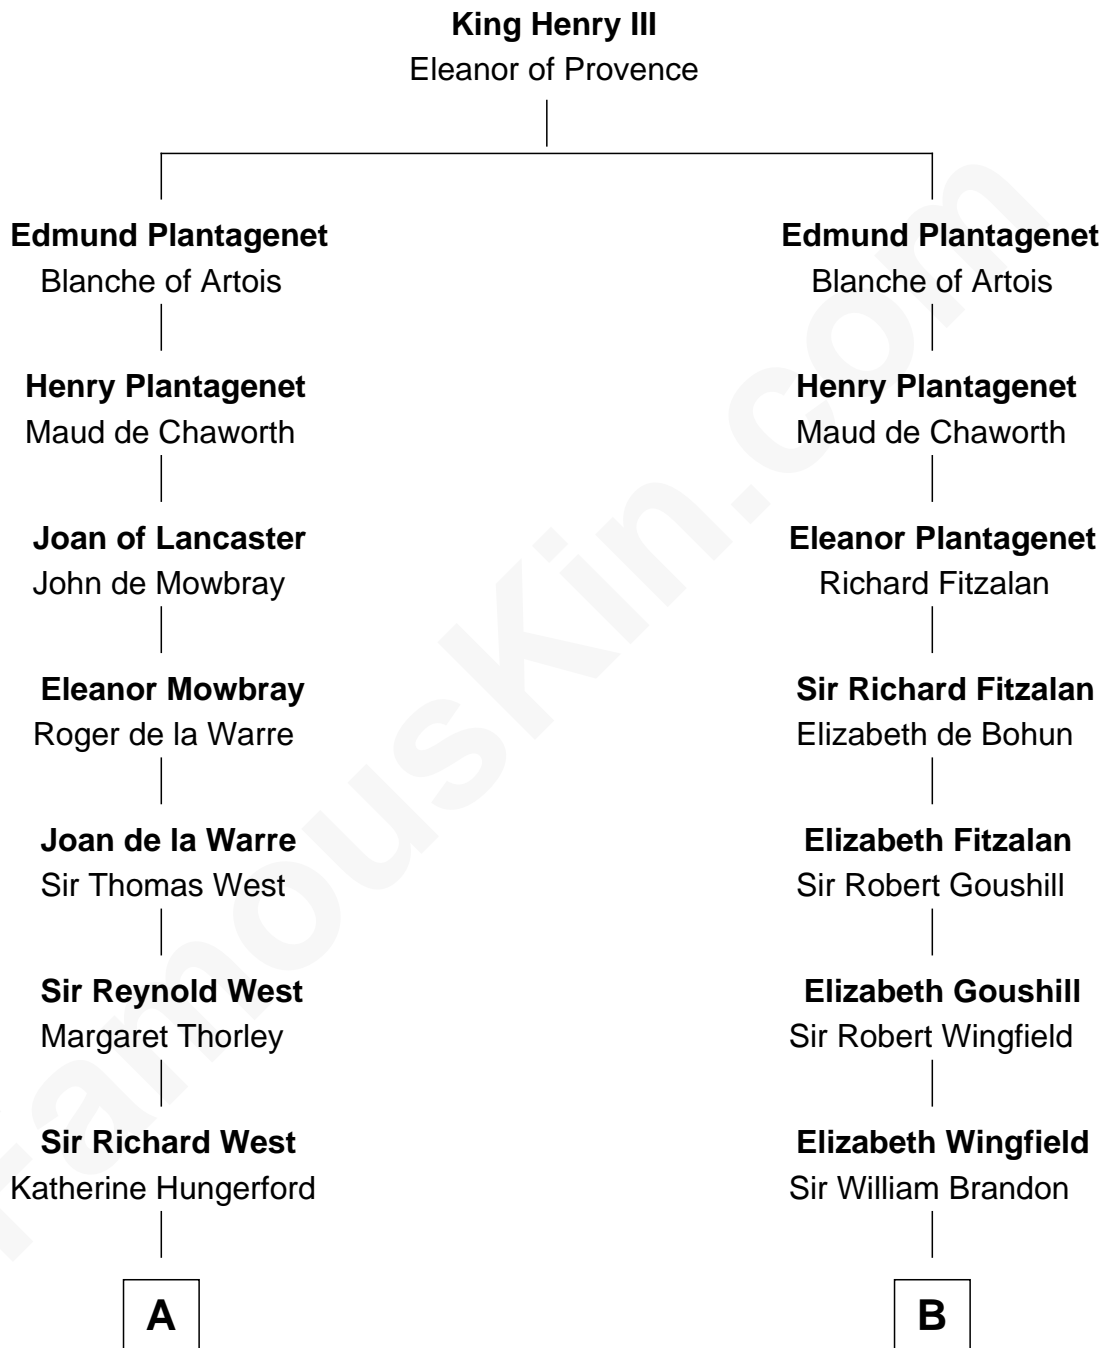 King Henry III
Eleanor of Provence
Edmund Plantagenet
Blanche of Artois
Henry Plantagenet
Maud de Chaworth
Joan of Lancaster
John de Mowbray
Eleanor Mowbray
Roger de la Warre
Joan de la Warre
Sir Thomas West
Sir Reynold West
Margaret Thorley
Sir Richard West
Katherine Hungerford
A
Edmund Plantagenet
Blanche of Artois
Henry Plantagenet
Maud de Chaworth
Eleanor Plantagenet
Richard Fitzalan
Sir Richard Fitzalan
Elizabeth de Bohun
Elizabeth Fitzalan
Sir Robert Goushill
Elizabeth Goushill
Sir Robert Wingfield
Elizabeth Wingfield
Sir William Brandon
B
FamousKin.com